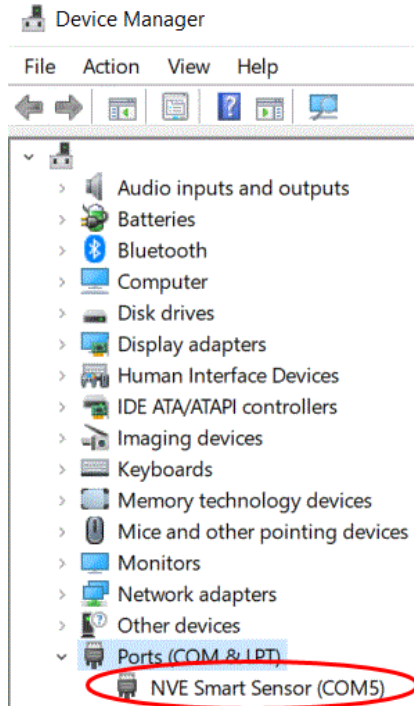 Device Manager
File Action View Help
Audio inputs and outputs
Batteries
Bluetooth
Computer
Disk drives
Display adapters
Human Interface Devices
IDE ATA/ATAPI controllers
Imaging devices
Keyboards
Memory technology devices
Mice and other pointing devices
Monitors
Network adapters
Other devices
Ports (COM & LPT)
NVE Smart Sensor (COM5)